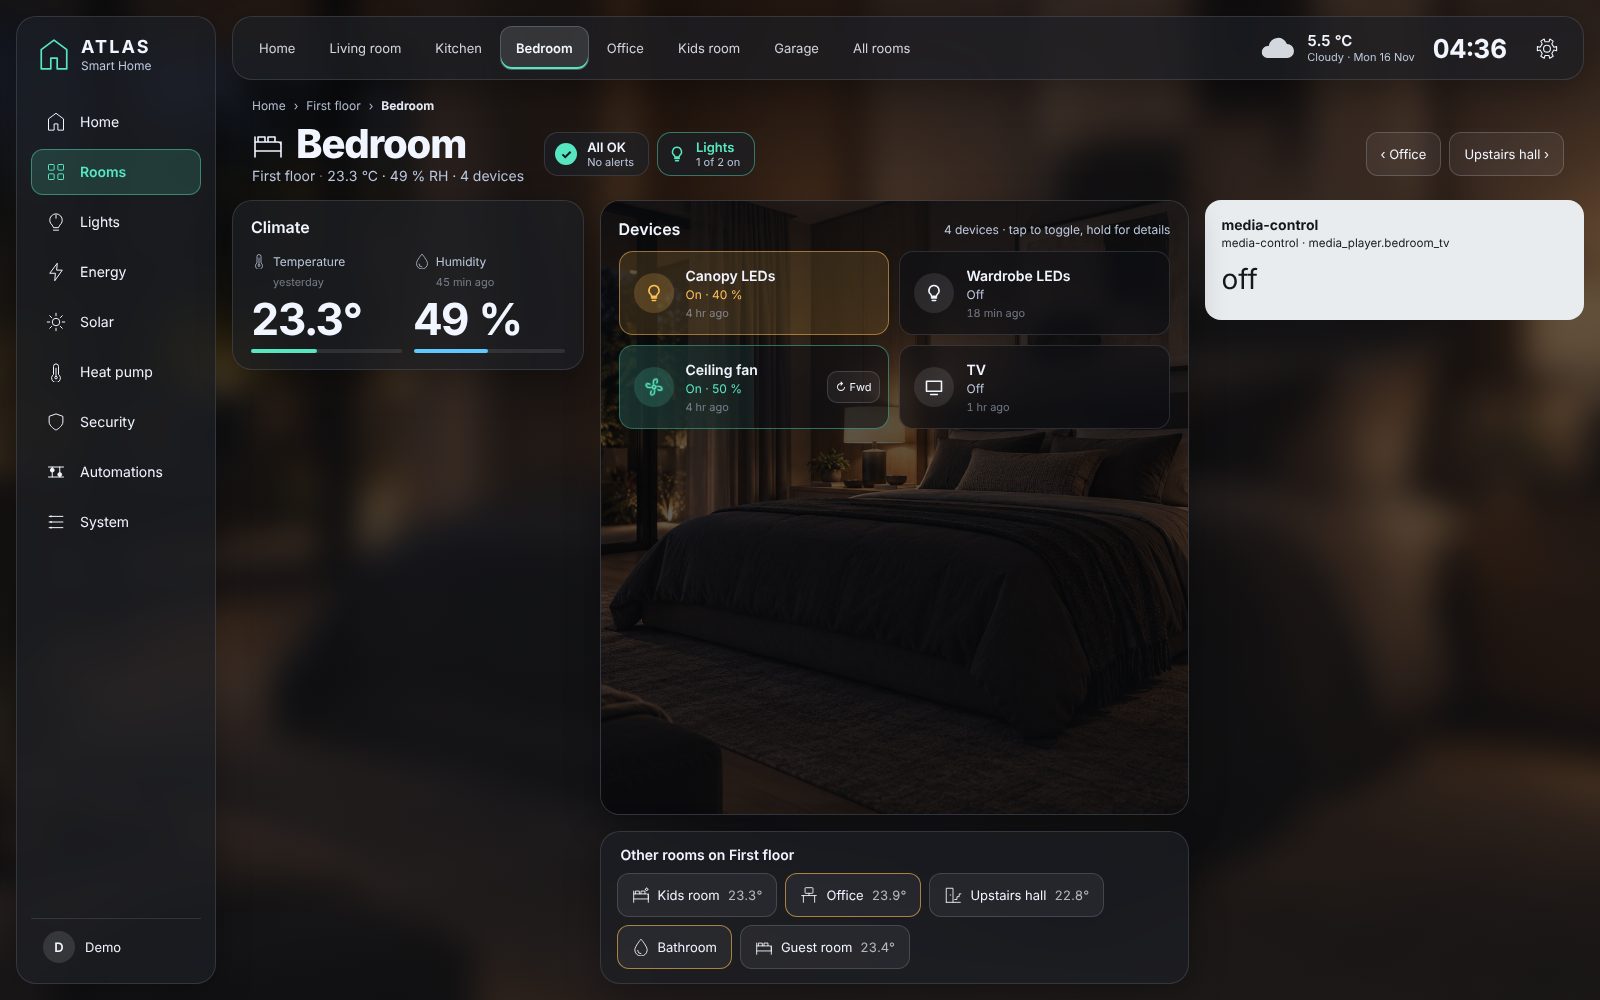 ATLAS
Smart Home
Home
Rooms
Lights
Energy
Solar
Heat pump
Security
Automations
System
D Demo
Home Living room Kitchen Bedroom Office Kids room Garage All rooms
5.5 °C
Cloudy · Mon 16 Nov
04:36
Home › First floor › Bedroom
Bedroom
First floor · 23.3 °C · 49 % RH · 4 devices
All OK
No alerts
Lights
1 of 2 on
‹ Office
Upstairs hall ›
Climate
Temperature
yesterday
23.3°
Humidity
45 min ago
49 %
Devices
4 devices · tap to toggle, hold for details
Canopy LEDs
On · 40 %
4 hr ago
Wardrobe LEDs
Off
18 min ago
Ceiling fan
On · 50 %
4 hr ago
↻ Fwd
TV
Off
1 hr ago
media-control
media-control · media_player.bedroom_tv
off
Other rooms on First floor
Kids room 23.3°
Office 23.9°
Upstairs hall 22.8°
Bathroom
Guest room 23.4°